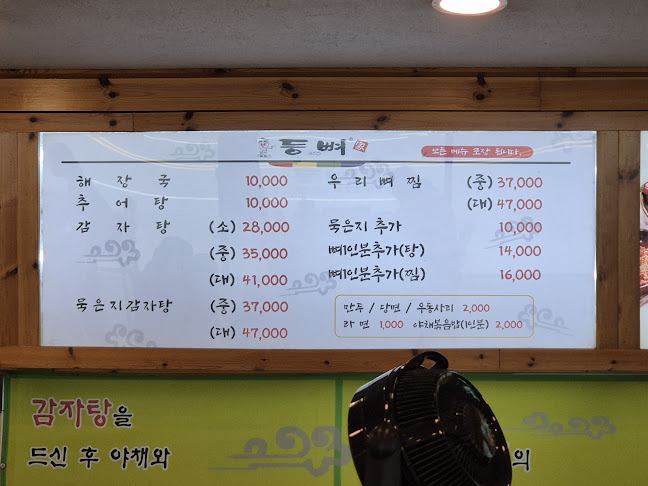 등뼈
모든 메뉴 포장 됩니다.
해장국 10,000
추어탕 10,000
감자탕 (소) 28,000
(중) 35,000
(대) 41,000
묵은지감자탕 (중) 37,000
(대) 47,000
우리뼈찜 (중) 37,000
(대) 47,000
묵은지 추가 10,000
뼈1인분추가(탕) 14,000
뼈1인분추가(찜) 16,000
만두 / 당면 / 우동사리 2,000
라면 1,000 야채볶음밥(1인분) 2,000
감자탕을
드신 후 야채와
의